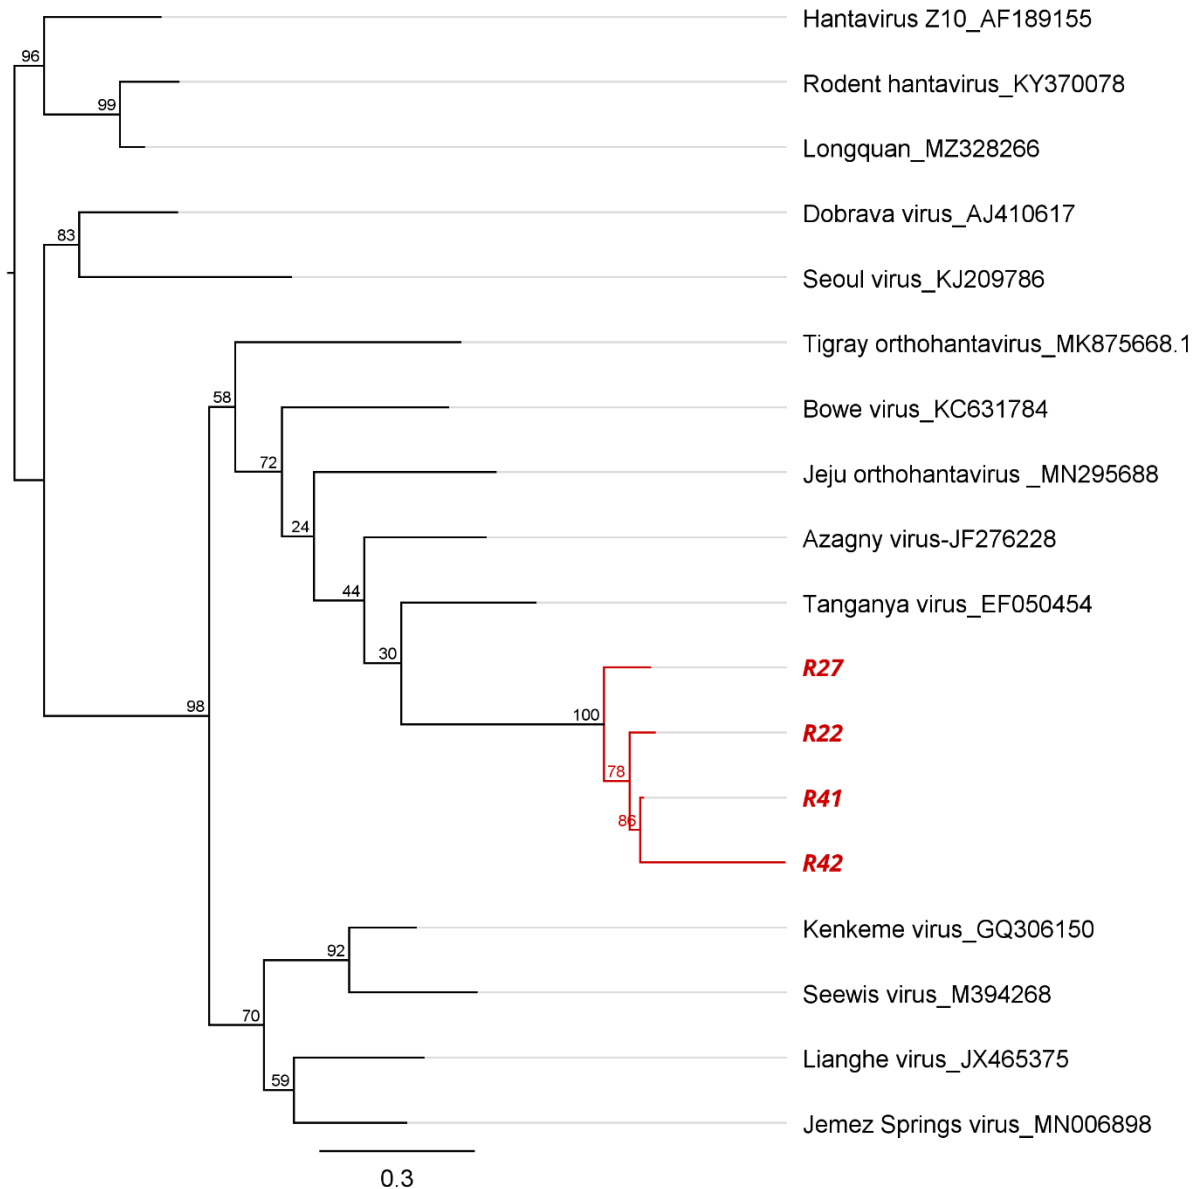 Hantavirus Z10_AF189155
96
Rodent hantavirus_KY370078
99
Longquan_MZ328266
Dobrava virus_AJ410617
83
Seoul virus_KJ209786
Tigray orthohantavirus_MK875668.1
58
Bowe virus_KC631784
72
Jeju orthohantavirus _MN295688
24
Azagny virus-JF276228
44
Tanganya virus_EF050454
30
R27
100
R22
78
R41
86
R42
98
Kenkeme virus_GQ306150
92
Seewis virus_M394268
70
Lianghe virus_JX465375
59
Jemez Springs virus_MN006898
0.3